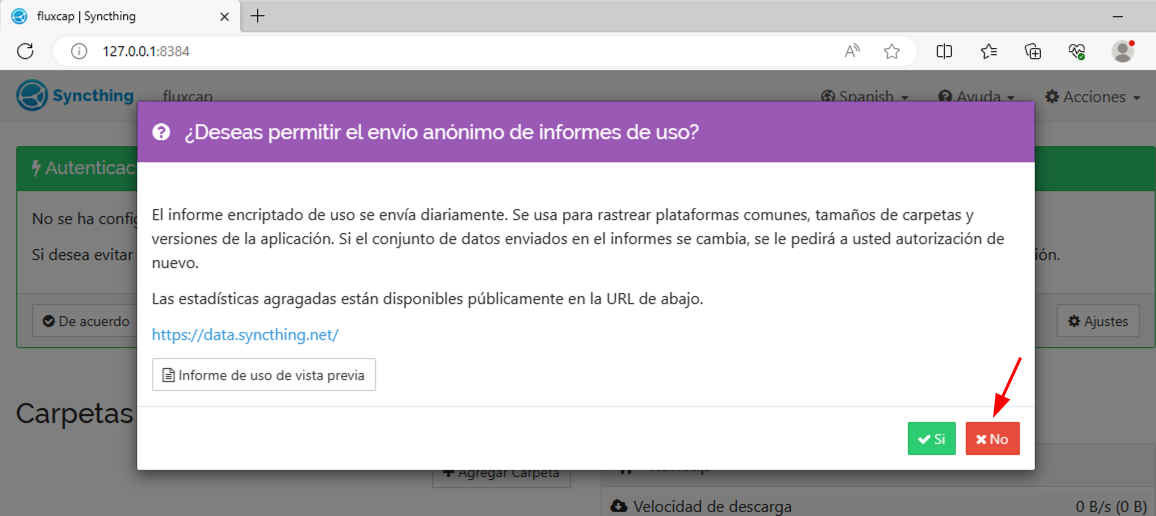 fluxcap | Syncthing
127.0.0.1:8384
Syncthing fluxcap Spanish Ayuda Acciones
¿Deseas permitir el envío anónimo de informes de uso?
Autenticac
No se ha config
Si desea evitar
ión.
El informe encriptado de uso se envía diariamente. Se usa para rastrear plataformas comunes, tamaños de carpetas y
versiones de la aplicación. Si el conjunto de datos enviados en el informes se cambia, se le pedirá a usted autorización de
nuevo.
Las estadísticas agragadas están disponibles públicamente en la URL de abajo.
https://data.syncthing.net/
De acuerdo
Ajustes
Informe de uso de vista previa
Carpetas
Si No
Agregar Carpeta
Velocidad de descarga 0 B/s (0 B)